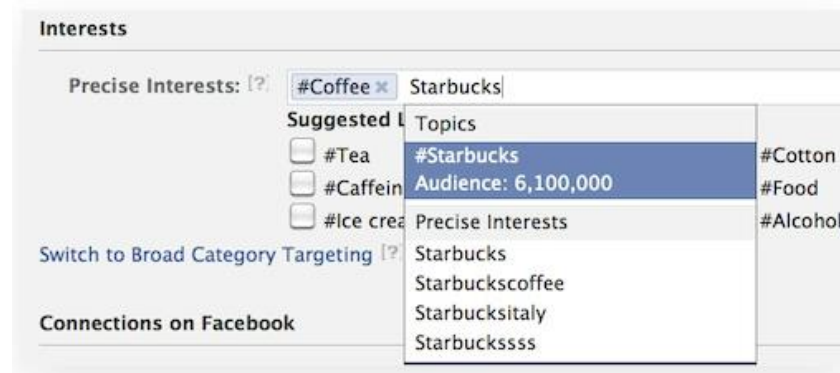 Interests
Precise Interests: [?] #Coffee × Starbucks
Suggested L
Topics
#Tea #Starbucks #Cotton
#Caffein Audience: 6,100,000 #Food
#Ice crea Precise Interests #Alcohol
Switch to Broad Category Targeting [?] Starbucks
Starbuckscoffee
Starbucksitaly
Connections on Facebook
Starbuckssss